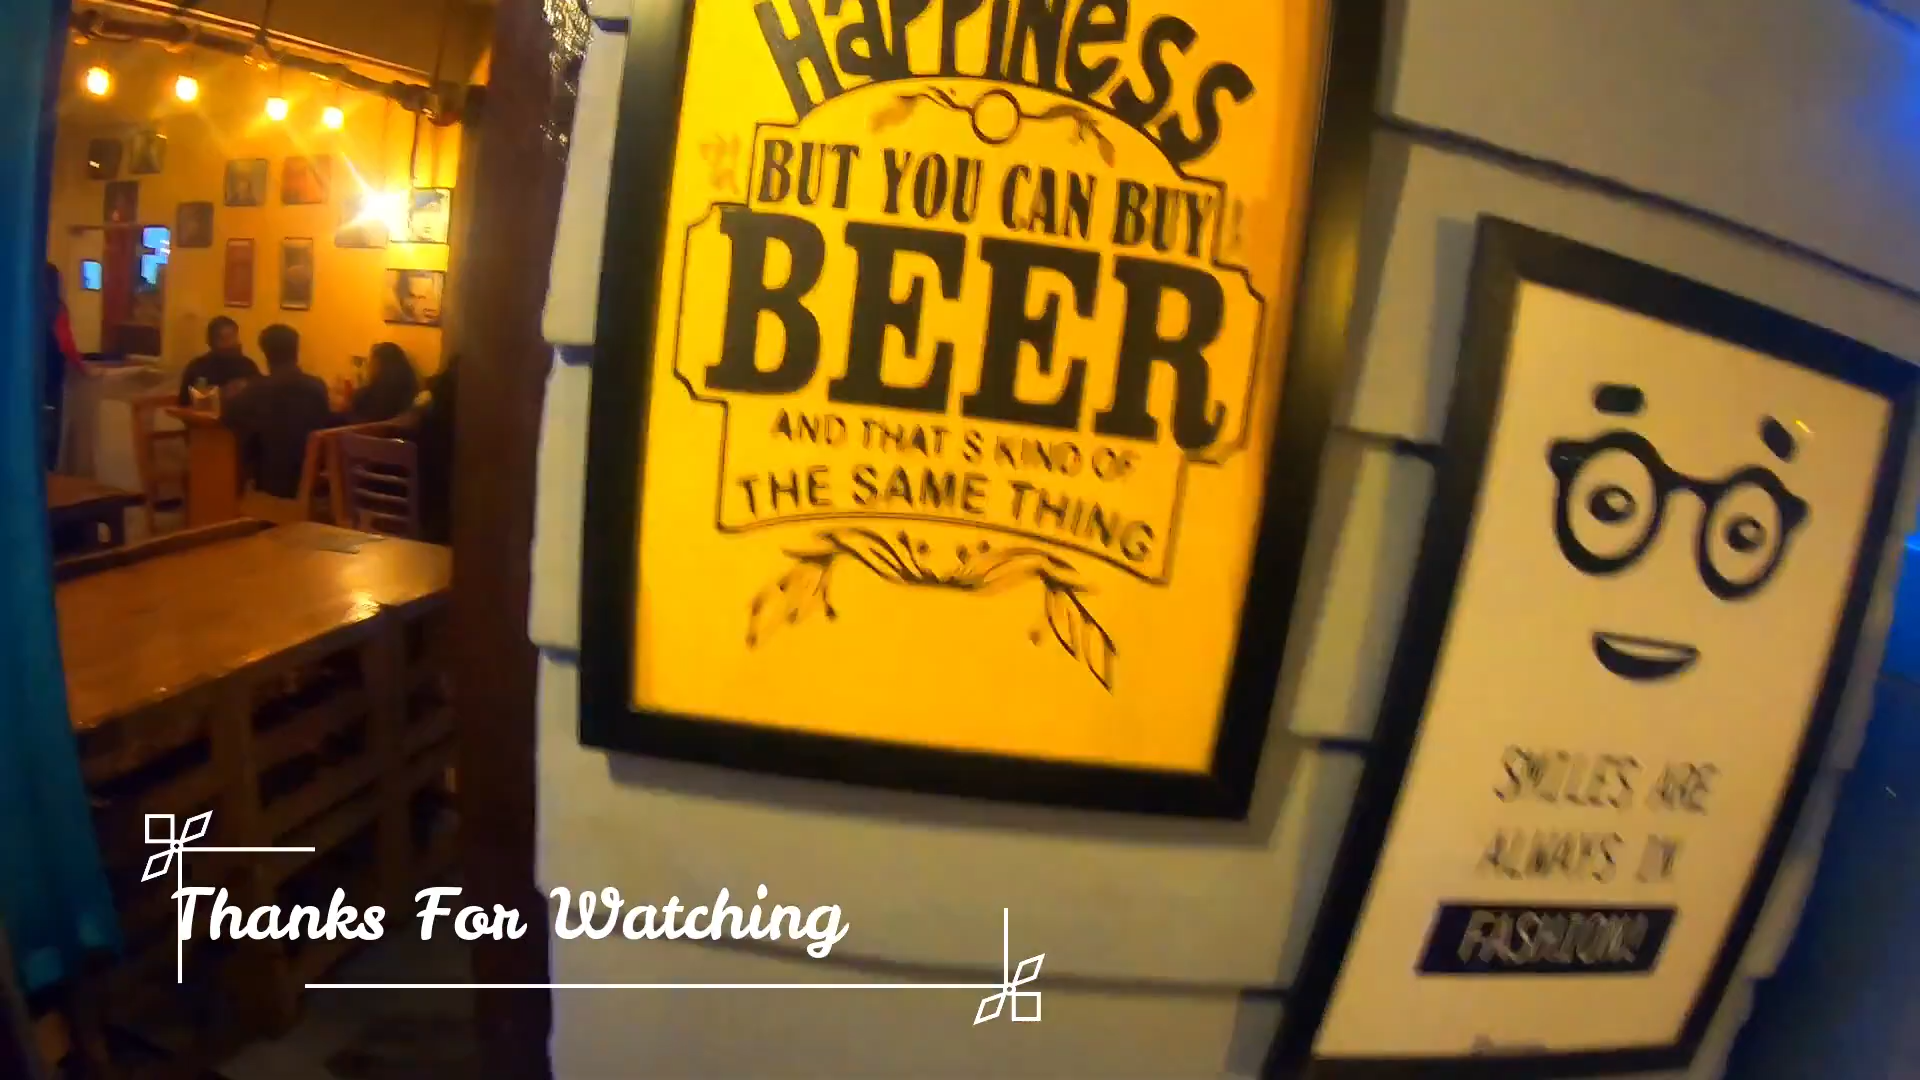 HaPPINeSS
BUT YOU CAN BUY
BEER
AND THAT S KIND OF
THE SAME THING
SMILES ARE
ALWAYS IN
FASHION!
Thanks For Watching